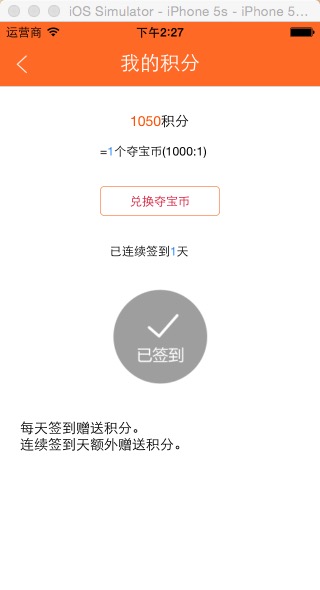 iOS Simulator - iPhone 5s - iPhone 5...
运营商 下午2:27
我的积分
1050积分
=1个夺宝币(1000:1)
兑换夺宝币
已连续签到1天
已签到
每天签到赠送积分。
连续签到天额外赠送积分。